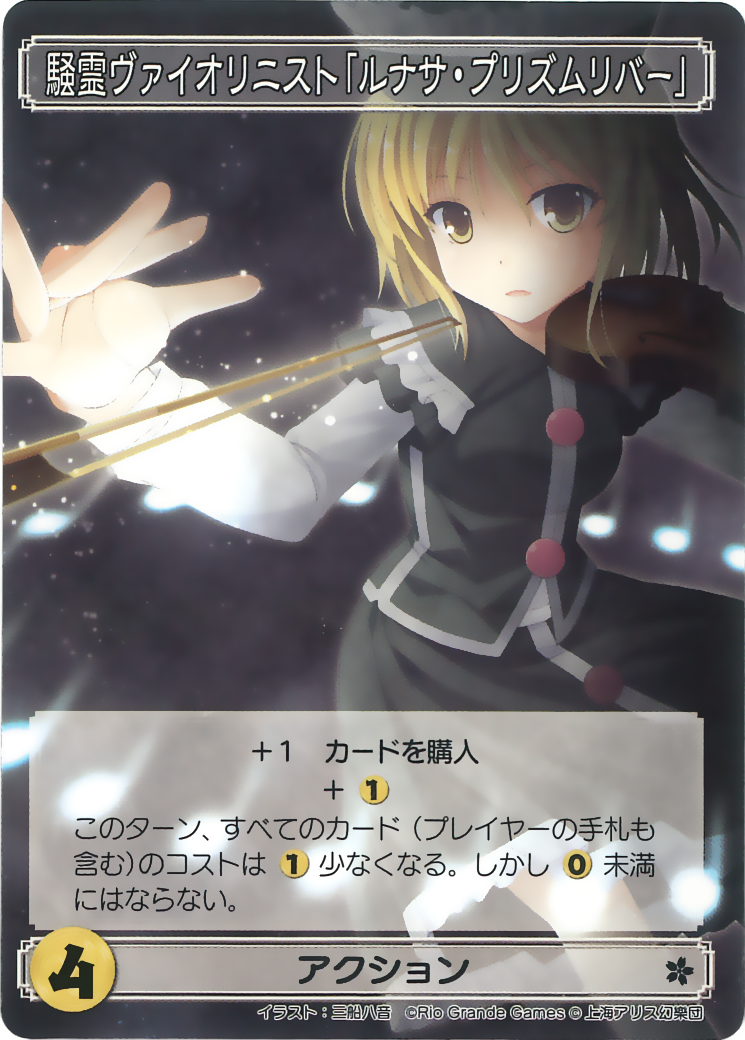 騒霊ヴァイオリニスト「ルナサ・プリズムリバー」
+1 カードを購入
+ 1
このターン、すべてのカード（プレイヤーの手札も
含む）のコストは 1 少なくなる。しかし 0 未満
にはならない。
4 アクション
イラスト：三船八音 ©Rio Grande Games © 上海アリス幻樂団